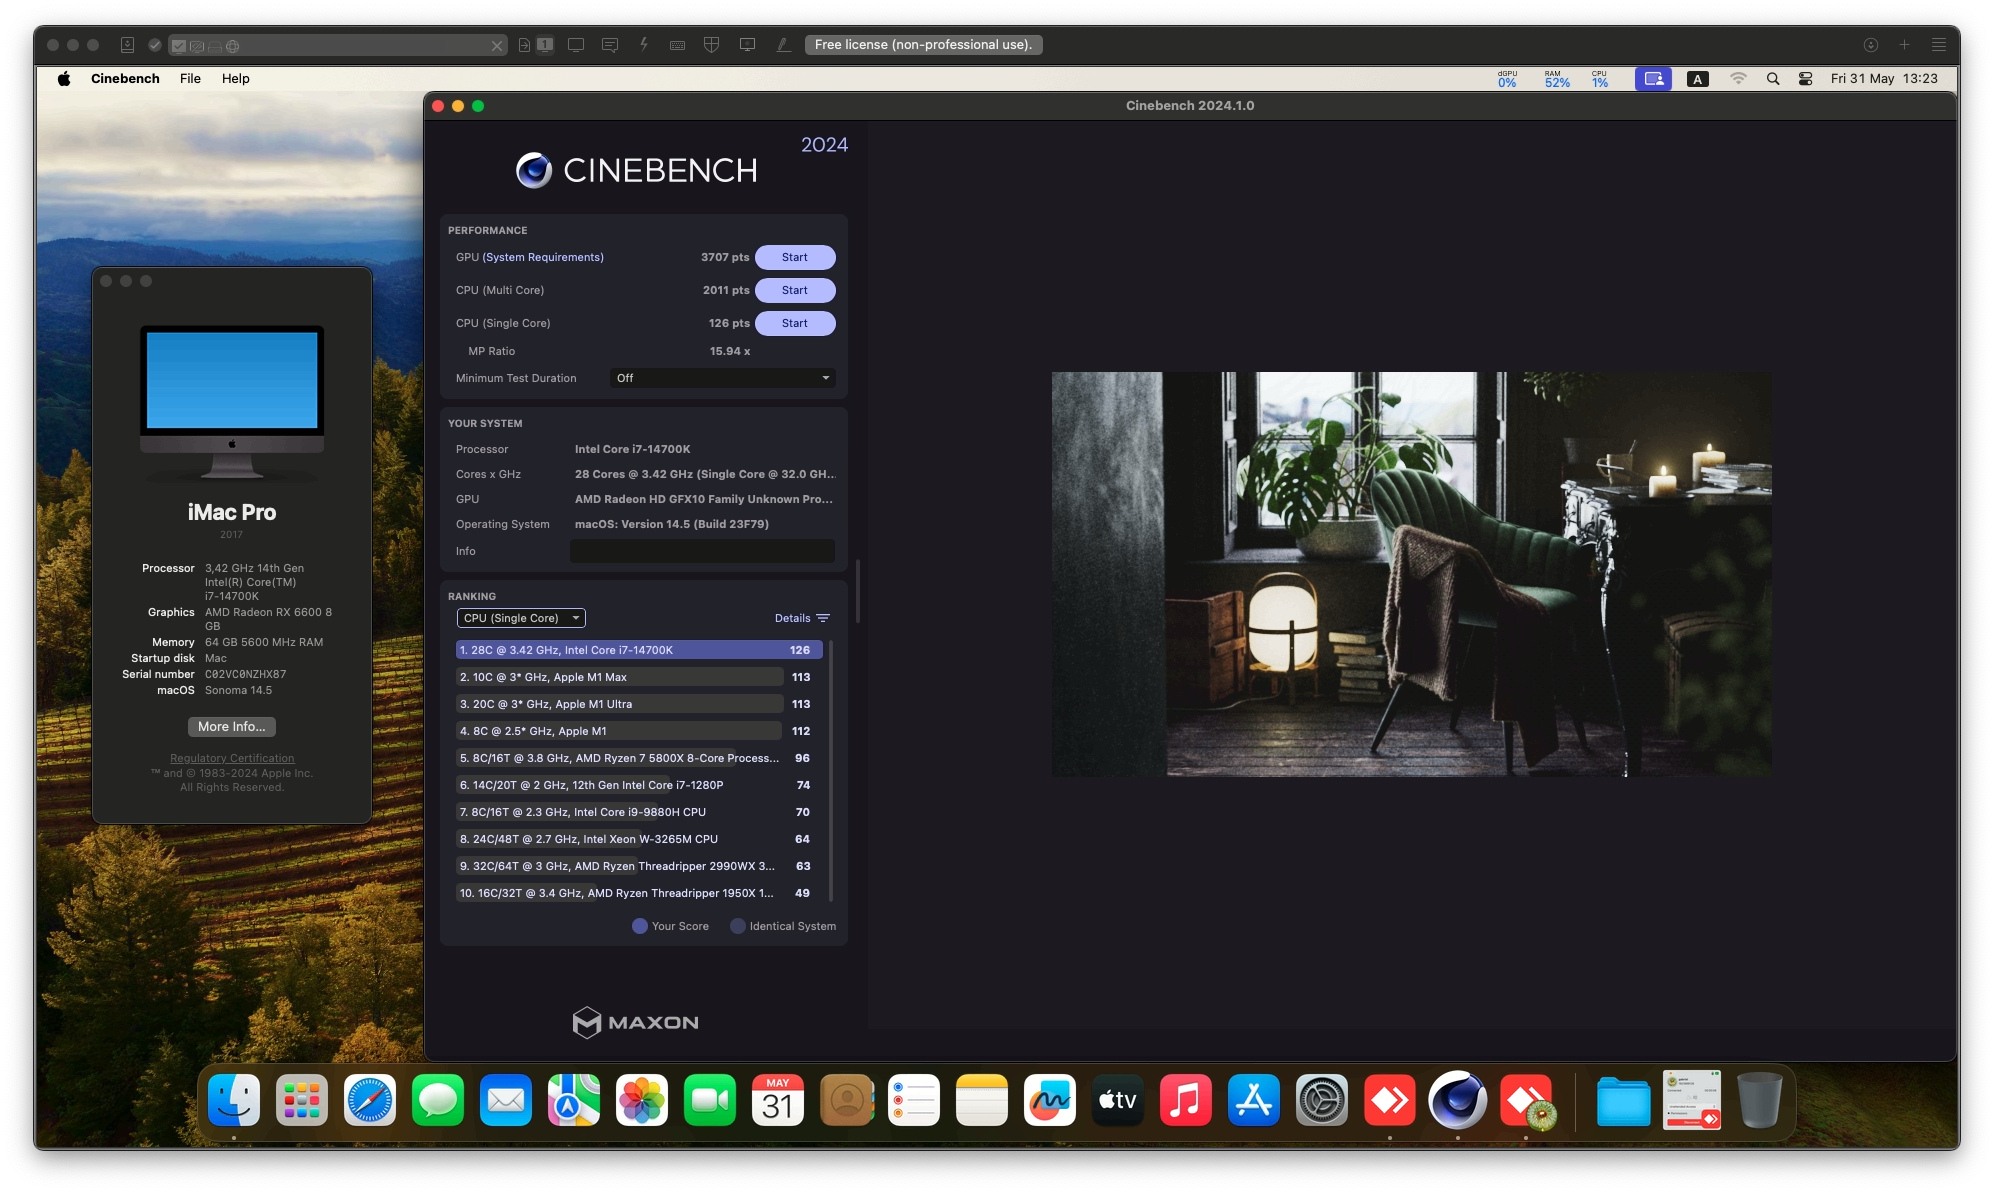 1
Free license (non-professional use).
Cinebench File Help
dGPU 0% RAM 52% CPU 1% A Fri 31 May 13:23
Cinebench 2024.1.0
2024
CINEBENCH
PERFORMANCE
GPU (System Requirements) 3707 pts Start
CPU (Multi Core) 2011 pts Start
CPU (Single Core) 126 pts Start
MP Ratio 15.94 x
Minimum Test Duration Off
YOUR SYSTEM
Processor Intel Core i7-14700K
Cores x GHz 28 Cores @ 3.42 GHz (Single Core @ 32.0 GH...
GPU AMD Radeon HD GFX10 Family Unknown Pro...
Operating System macOS: Version 14.5 (Build 23F79)
Info
RANKING
CPU (Single Core) Details
1. 28C @ 3.42 GHz, Intel Core i7-14700K 126
2. 10C @ 3* GHz, Apple M1 Max 113
3. 20C @ 3* GHz, Apple M1 Ultra 113
4. 8C @ 2.5* GHz, Apple M1 112
5. 8C/16T @ 3.8 GHz, AMD Ryzen 7 5800X 8-Core Process... 96
6. 14C/20T @ 2 GHz, 12th Gen Intel Core i7-1280P 74
7. 8C/16T @ 2.3 GHz, Intel Core i9-9880H CPU 70
8. 24C/48T @ 2.7 GHz, Intel Xeon W-3265M CPU 64
9. 32C/64T @ 3 GHz, AMD Ryzen Threadripper 2990WX 3... 63
10. 16C/32T @ 3.4 GHz, AMD Ryzen Threadripper 1950X 1... 49
Your Score Identical System
MAXON
iMac Pro
2017
Processor 3,42 GHz 14th Gen
Intel(R) Core(TM)
i7-14700K
Graphics AMD Radeon RX 6600 8
GB
Memory 64 GB 5600 MHz RAM
Startup disk Mac
Serial number C02VC0NZHX87
macOS Sonoma 14.5
More Info...
Regulatory Certification
™ and © 1983-2024 Apple Inc.
All Rights Reserved.
MAY
31
tv